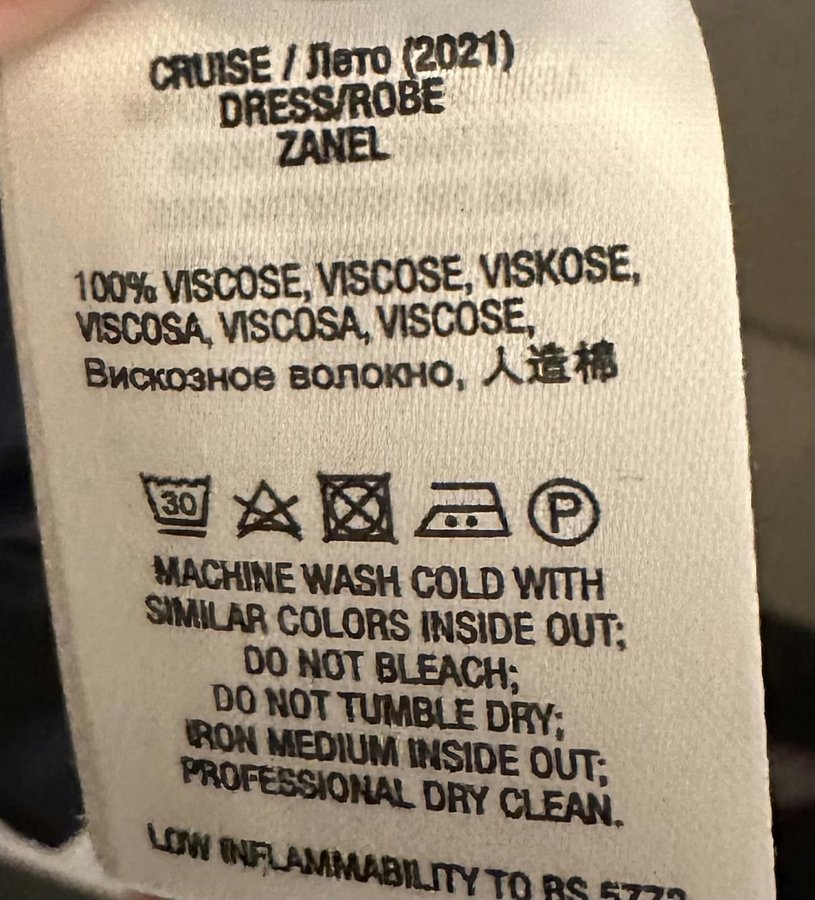 CRUISE / Лето (2021)
DRESS/ROBE
ZANEL
100% VISCOSE, VISCOSE, VISKOSE,
VISCOSA, VISCOSA, VISCOSE,
Вискозное волокно, 人造棉
30
P
MACHINE WASH COLD WITH
SIMILAR COLORS INSIDE OUT;
DO NOT BLEACH;
DO NOT TUMBLE DRY;
IRON MEDIUM INSIDE OUT;
PROFESSIONAL DRY CLEAN.
LOW INFLAMMABILITY TO BS